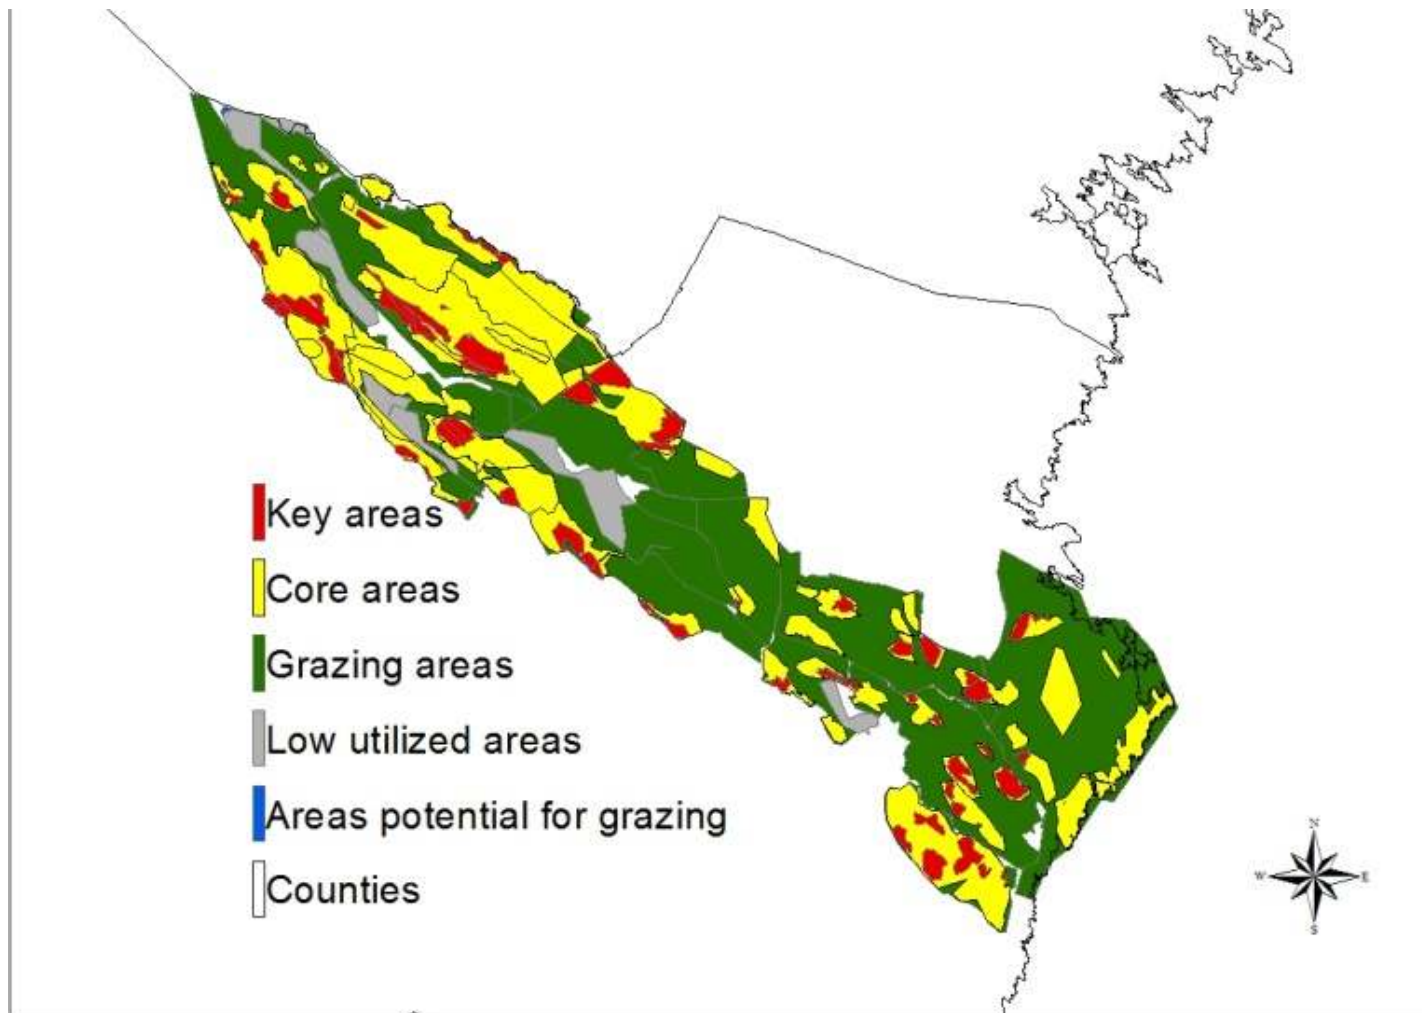 Key areas
Core areas
Grazing areas
Low utilized areas
Areas potential for grazing
Counties
N
W E
S